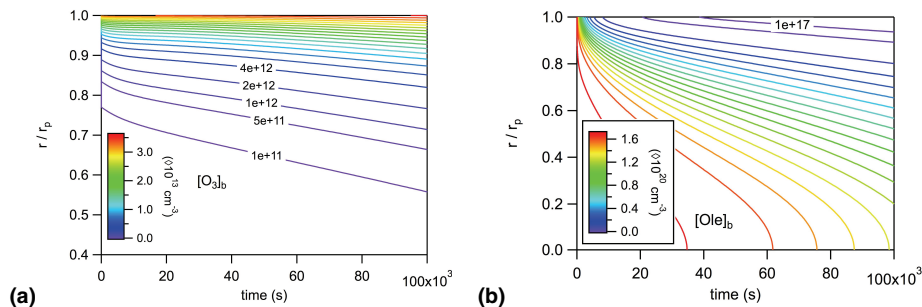 1.0
0.9
0.8
0.7
0.6
0.5
0.4
r / rp
4e+12
2e+12
1e+12
5e+11
1e+11
3.0
2.0
1.0
0.0
(◊10^13 cm^-3)
[O3]b
0 20 40 60 80 100x10^3
time (s)
(a)
1.0
0.8
0.6
0.4
0.2
0.0
r / rp
1e+17
1.6
1.2
0.8
0.4
0.0
(◊10^20 cm^-3)
[Ole]b
0 20 40 60 80 100x10^3
time (s)
(b)